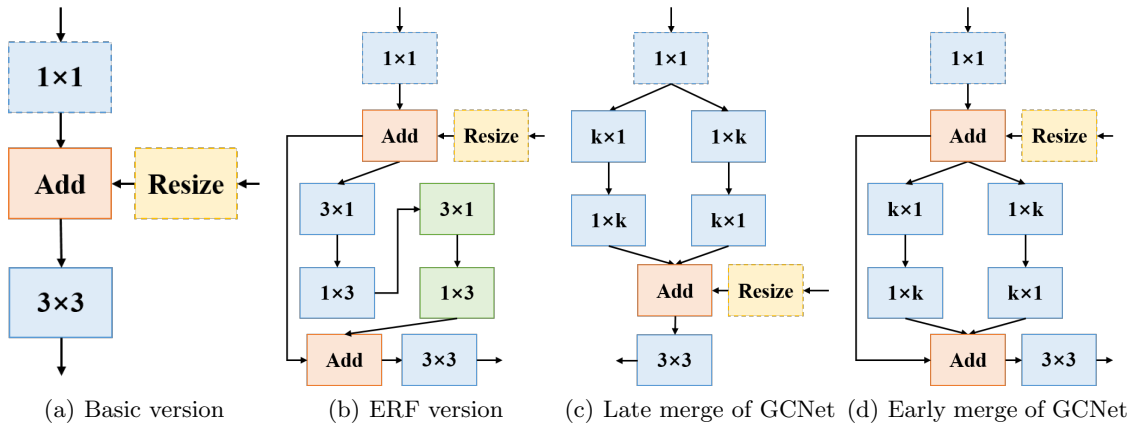 1×1
Add
Resize
3×3
(a) Basic version
1×1
Add
Resize
3×1
3×1
1×3
1×3
Add
3×3
(b) ERF version
1×1
k×1
1×k
1×k
k×1
Add
Resize
3×3
(c) Late merge of GCNet
1×1
Add
Resize
k×1
1×k
1×k
k×1
Add
3×3
(d) Early merge of GCNet